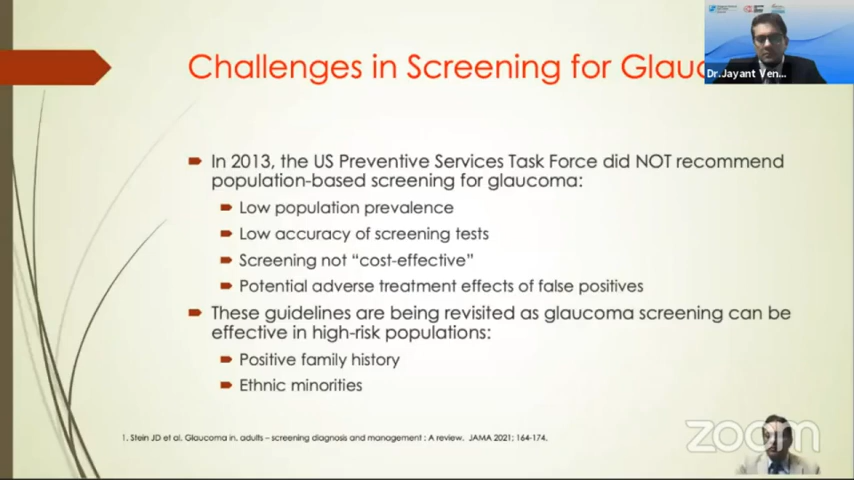 Challenges in Screening for Glauc
Dr.Jayant Ven...
In 2013, the US Preventive Services Task Force did NOT recommend
population-based screening for glaucoma:
Low population prevalence
Low accuracy of screening tests
Screening not “cost-effective”
Potential adverse treatment effects of false positives
These guidelines are being revisited as glaucoma screening can be
effective in high-risk populations:
Positive family history
Ethnic minorities
1. Stein JD et al. Glaucoma in. adults – screening diagnosis and management : A review. JAMA 2021; 164-174.
zoom